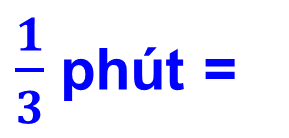 1/3 phút =